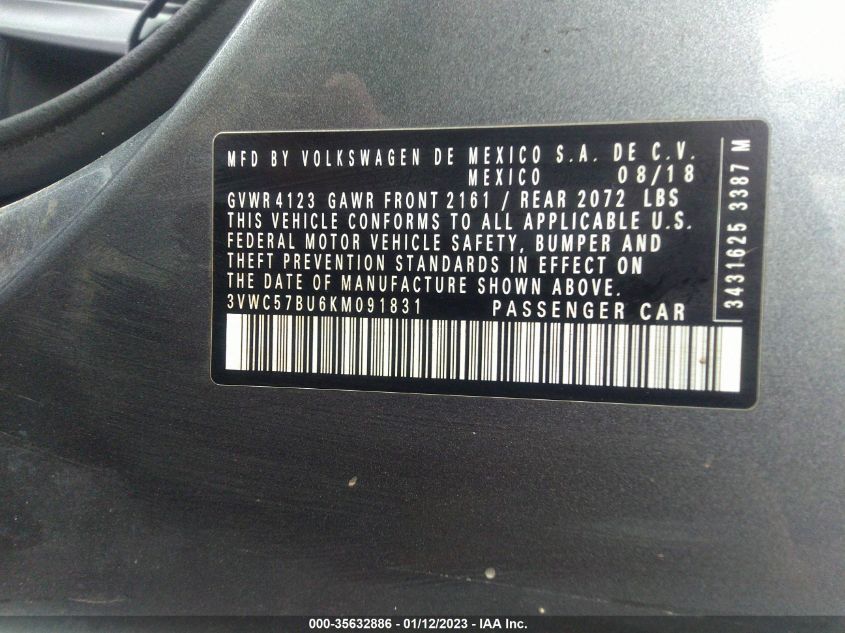 MFD BY VOLKSWAGEN DE MEXICO S.A. DE C.V.
MEXICO 08/18
GVWR 4123 GAWR FRONT 2161 / REAR 2072 LBS
THIS VEHICLE CONFORMS TO ALL APPLICABLE U.S.
FEDERAL MOTOR VEHICLE SAFETY, BUMPER AND
THEFT PREVENTION STANDARDS IN EFFECT ON
THE DATE OF MANUFACTURE SHOWN ABOVE.
3VWC57BU6KM091831 PASSENGER CAR
3431625 3387 M
000-35632886 - 01/12/2023 - IAA Inc.